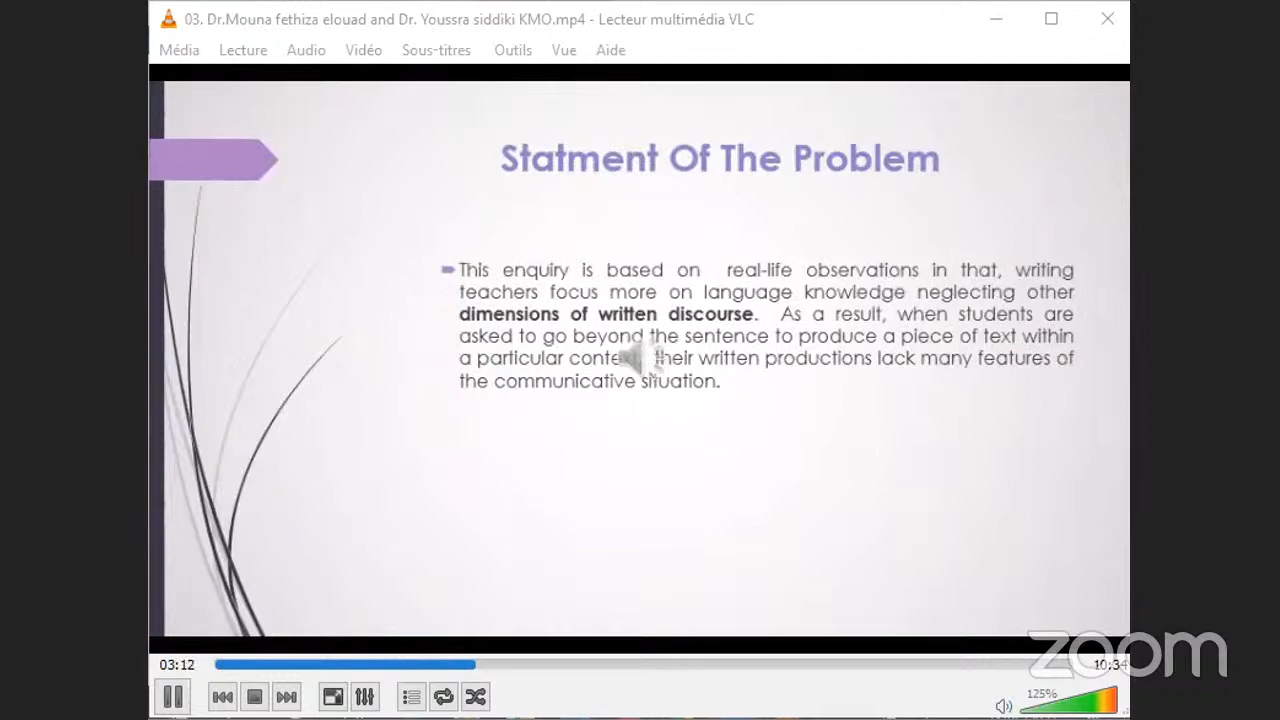 03. Dr.Mouna fethiza elouad and Dr. Youssra siddiki KMO.mp4 - Lecteur multimédia VLC
Média Lecture Audio Vidéo Sous-titres Outils Vue Aide
Statment Of The Problem
This enquiry is based on real-life observations in that, writing
teachers focus more on language knowledge neglecting other
dimensions of written discourse. As a result, when students are
asked to go beyond the sentence to produce a piece of text within
a particular context, their written productions lack many features of
the communicative situation.
03:12
10:34
zoom
125%